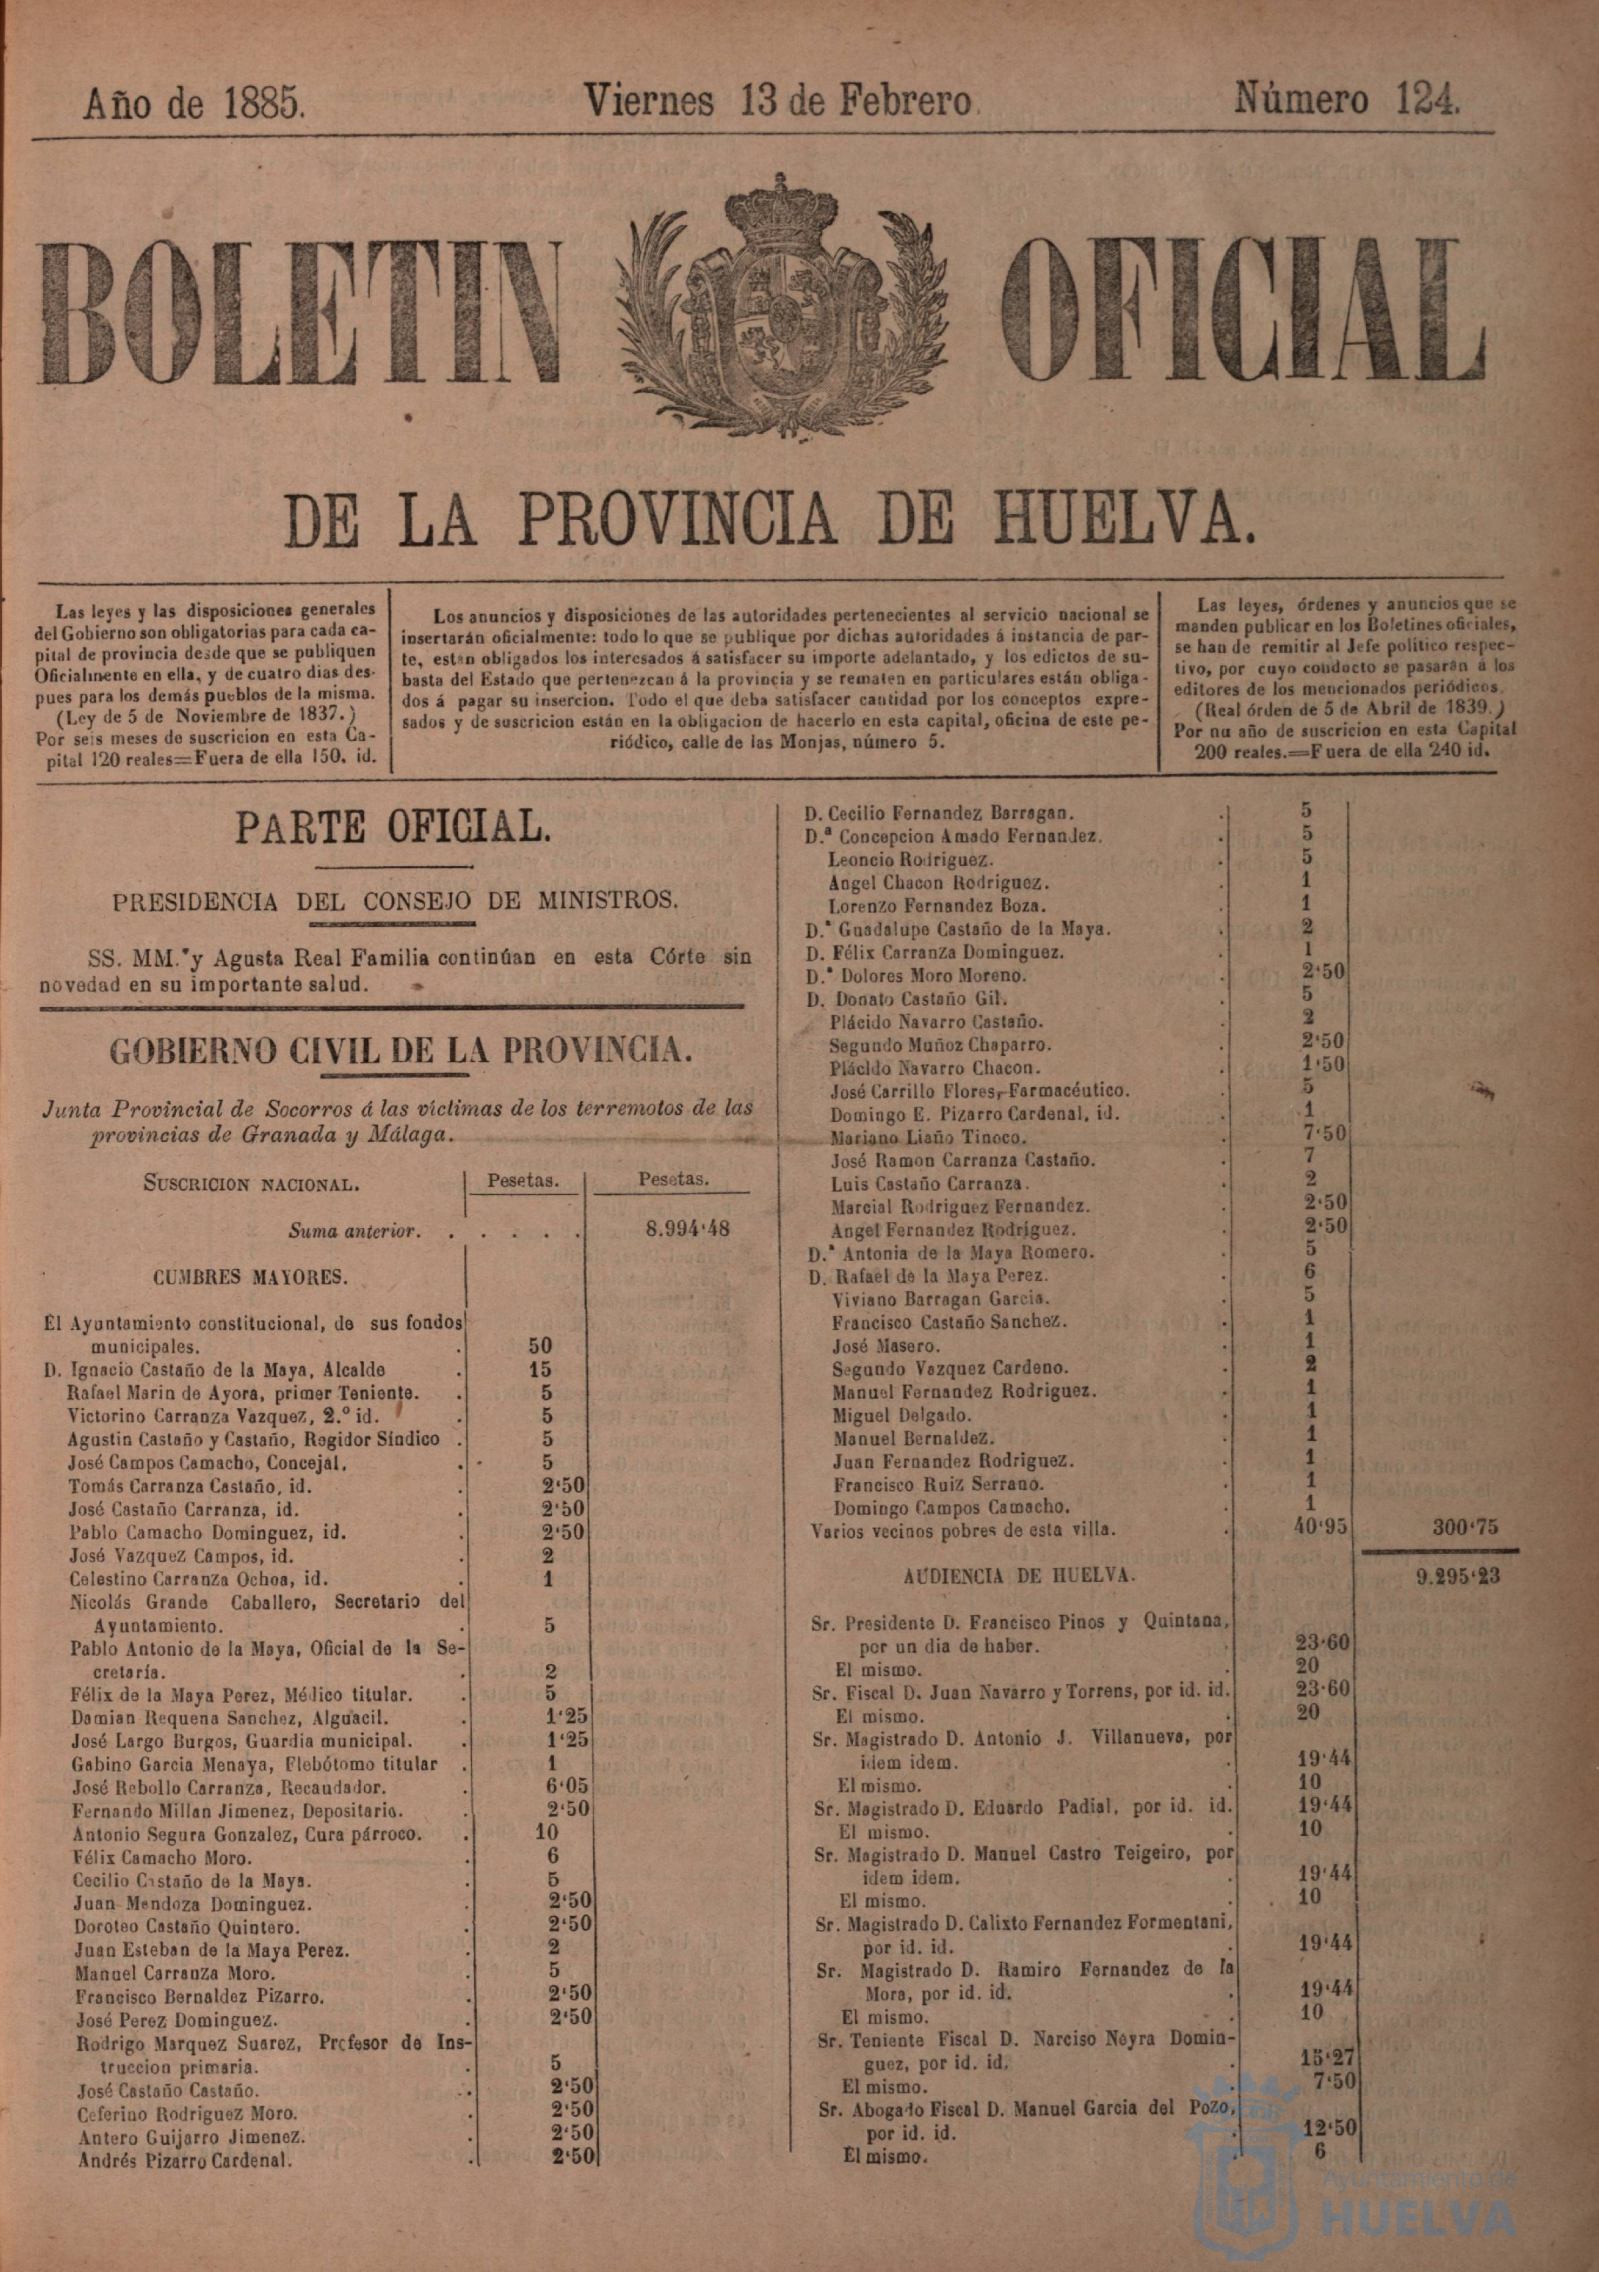 Año de 1885.
Viernes 13 de Febrero.
Número 124.
BOLETIN OFICIAL
DE LA PROVINCIA DE HUELVA.
Las leyes y las disposiciones generales
del Gobierno son obligatorias para cada ca-
pital de provincia desde que se publiquen
Oficialmente en ella, y de cuatro dias des-
pues para los demás pueblos de la misma.
(Ley de 5 de Noviembre de 1837.)
Por seis meses de suscricion en esta Ca-
pital 120 reales=Fuera de ella 150. id.
Los anuncios y disposiciones de las autoridades pertenecientes al servicio nacional se
insertarán oficialmente: todo lo que se publique por dichas autoridades á instancia de par-
te, están obligados los interesados á satisfacer su importe adelantado, y los edictos de su-
basta del Estado que pertenezcan á la provincia y se rematen en particulares están obliga-
dos á pagar su insercion. Todo el que deba satisfacer cantidad por los conceptos expre-
sados y de suscricion están en la obligacion de hacerlo en esta capital, oficina de este pe-
riódico, calle de las Monjas, número 5.
Las leyes, órdenes y anuncios que se
manden publicar en los Boletines oficiales,
se han de remitir al Jefe político respec-
tivo, por cuyo conducto se pasarán á los
editores de los mencionados periódicos.
(Real órden de 5 de Abril de 1839.)
Por nu año de suscricion en esta Capital
200 reales.=Fuera de ella 240 id.
PARTE OFICIAL.
PRESIDENCIA DEL CONSEJO DE MINISTROS.
SS. MM.ª y Agusta Real Familia continúan en esta Córte sin
novedad en su importante salud.
GOBIERNO CIVIL DE LA PROVINCIA.
Junta Provincial de Socorros á las víctimas de los terremotos de las
provincias de Granada y Málaga.
SUSCRICION NACIONAL. Pesetas. Pesetas.
Suma anterior. . . . . . 8.994'48
CUMBRES MAYORES.
El Ayuntamiento constitucional, de sus fondos
municipales. . 50
D. Ignacio Castaño de la Maya, Alcalde . 15
Rafael Marin de Ayora, primer Teniente. . 5
Victorino Carranza Vazquez, 2.º id. . 5
Agustin Castaño y Castaño, Regidor Síndico . 5
José Campos Camacho, Concejal. . 5
Tomás Carranza Castaño, id. . 2'50
José Castaño Carranza, id. . 2'50
Pablo Camacho Dominguez, id. . 2'50
José Vazquez Campos, id. . 2
Celestino Carranza Ochoa, id. . 1
Nicolás Grande Caballero, Secretario del
Ayuntamiento. . 5
Pablo Antonio de la Maya, Oficial de la Se-
cretaría. . 2
Félix de la Maya Perez, Médico titular. . 5
Damian Requena Sanchez, Alguacil. . 1'25
José Largo Burgos, Guardia municipal. . 1'25
Gabino Garcia Menaya, Flebótomo titular . 1
José Rebollo Carranza, Recaudador. . 6'05
Fernando Millan Jimenez, Depositario. . 2'50
Antonio Segura Gonzalez, Cura párroco. . 10
Félix Camacho Moro. . 6
Cecilio Castaño de la Maya. . 5
Juan Mendoza Dominguez. . 2'50
Doroteo Castaño Quintero. . 2'50
Juan Esteban de la Maya Perez. . 2
Manuel Carranza Moro. . 5
Francisco Bernaldez Pizarro. . 2'50
José Perez Dominguez. . 2'50
Rodrigo Marquez Suarez, Profesor de Ins-
truccion primaria. . 5
José Castaño Castaño. . 2'50
Ceferino Rodriguez Moro. . 2'50
Antero Guijarro Jimenez. . 2'50
Andrés Pizarro Cardenal. . 2'50
D. Cecilio Fernandez Barragan. . 5
D.ª Concepcion Amado Fernandez. . 5
Leoncio Rodriguez. . 5
Angel Chacon Rodriguez. . 1
Lorenzo Fernandez Boza. . 1
D.ª Guadalupe Castaño de la Maya. . 2
D. Félix Carranza Dominguez. . 1
D.ª Dolores Moro Moreno. . 2'50
D. Donato Castaño Gil. . 5
Plácido Navarro Castaño. . 2
Segundo Muñoz Chaparro. . 2'50
Plácido Navarro Chacon. . 1'50
José Carrillo Flores, Farmacéutico. . 5
Domingo E. Pizarro Cardenal, id. . 1
Mariano Liaño Tinoco. . 7'50
José Ramon Carranza Castaño. . 7
Luis Castaño Carranza. . 2
Marcial Rodriguez Fernandez. . 2'50
Angel Fernandez Rodriguez. . 2'50
D.ª Antonia de la Maya Romero. . 5
D. Rafael de la Maya Perez. . 6
Viviano Barragan Garcia. . 5
Francisco Castaño Sanchez. . 1
José Masero. . 1
Segundo Vazquez Cardeno. . 2
Manuel Fernandez Rodriguez. . 1
Miguel Delgado. . 1
Manuel Bernaldez. . 1
Juan Fernandez Rodriguez. . 1
Francisco Ruiz Serrano. . 1
Domingo Campos Camacho. . 1
Varios vecinos pobres de esta villa. . 40'95 300'75
AUDIENCIA DE HUELVA. 9.295'23
Sr. Presidente D. Francisco Pinos y Quintana,
por un dia de haber. . 23'60
El mismo. . 20
Sr. Fiscal D. Juan Navarro y Torrens, por id. id. 23'60
El mismo. . 20
Sr. Magistrado D. Antonio J. Villanueva, por
idem idem. . 19'44
El mismo. . 10
Sr. Magistrado D. Eduardo Padial, por id. id. 19'44
El mismo. . 10
Sr. Magistrado D. Manuel Castro Teigeiro, por
idem idem. . 19'44
El mismo. . 10
Sr. Magistrado D. Calixto Fernandez Formentani,
por id. id. . 19'44
Sr. Magistrado D. Ramiro Fernandez de la
Mora, por id. id. . 19'44
El mismo. . 10
Sr. Teniente Fiscal D. Narciso Neyra Domin-
guez, por id. id. . 15'27
El mismo. . 7'50
Sr. Abogado Fiscal D. Manuel Garcia del Pozo,
por id. id. . 12'50
El mismo. . 6
Ayuntamiento de
HUELVA